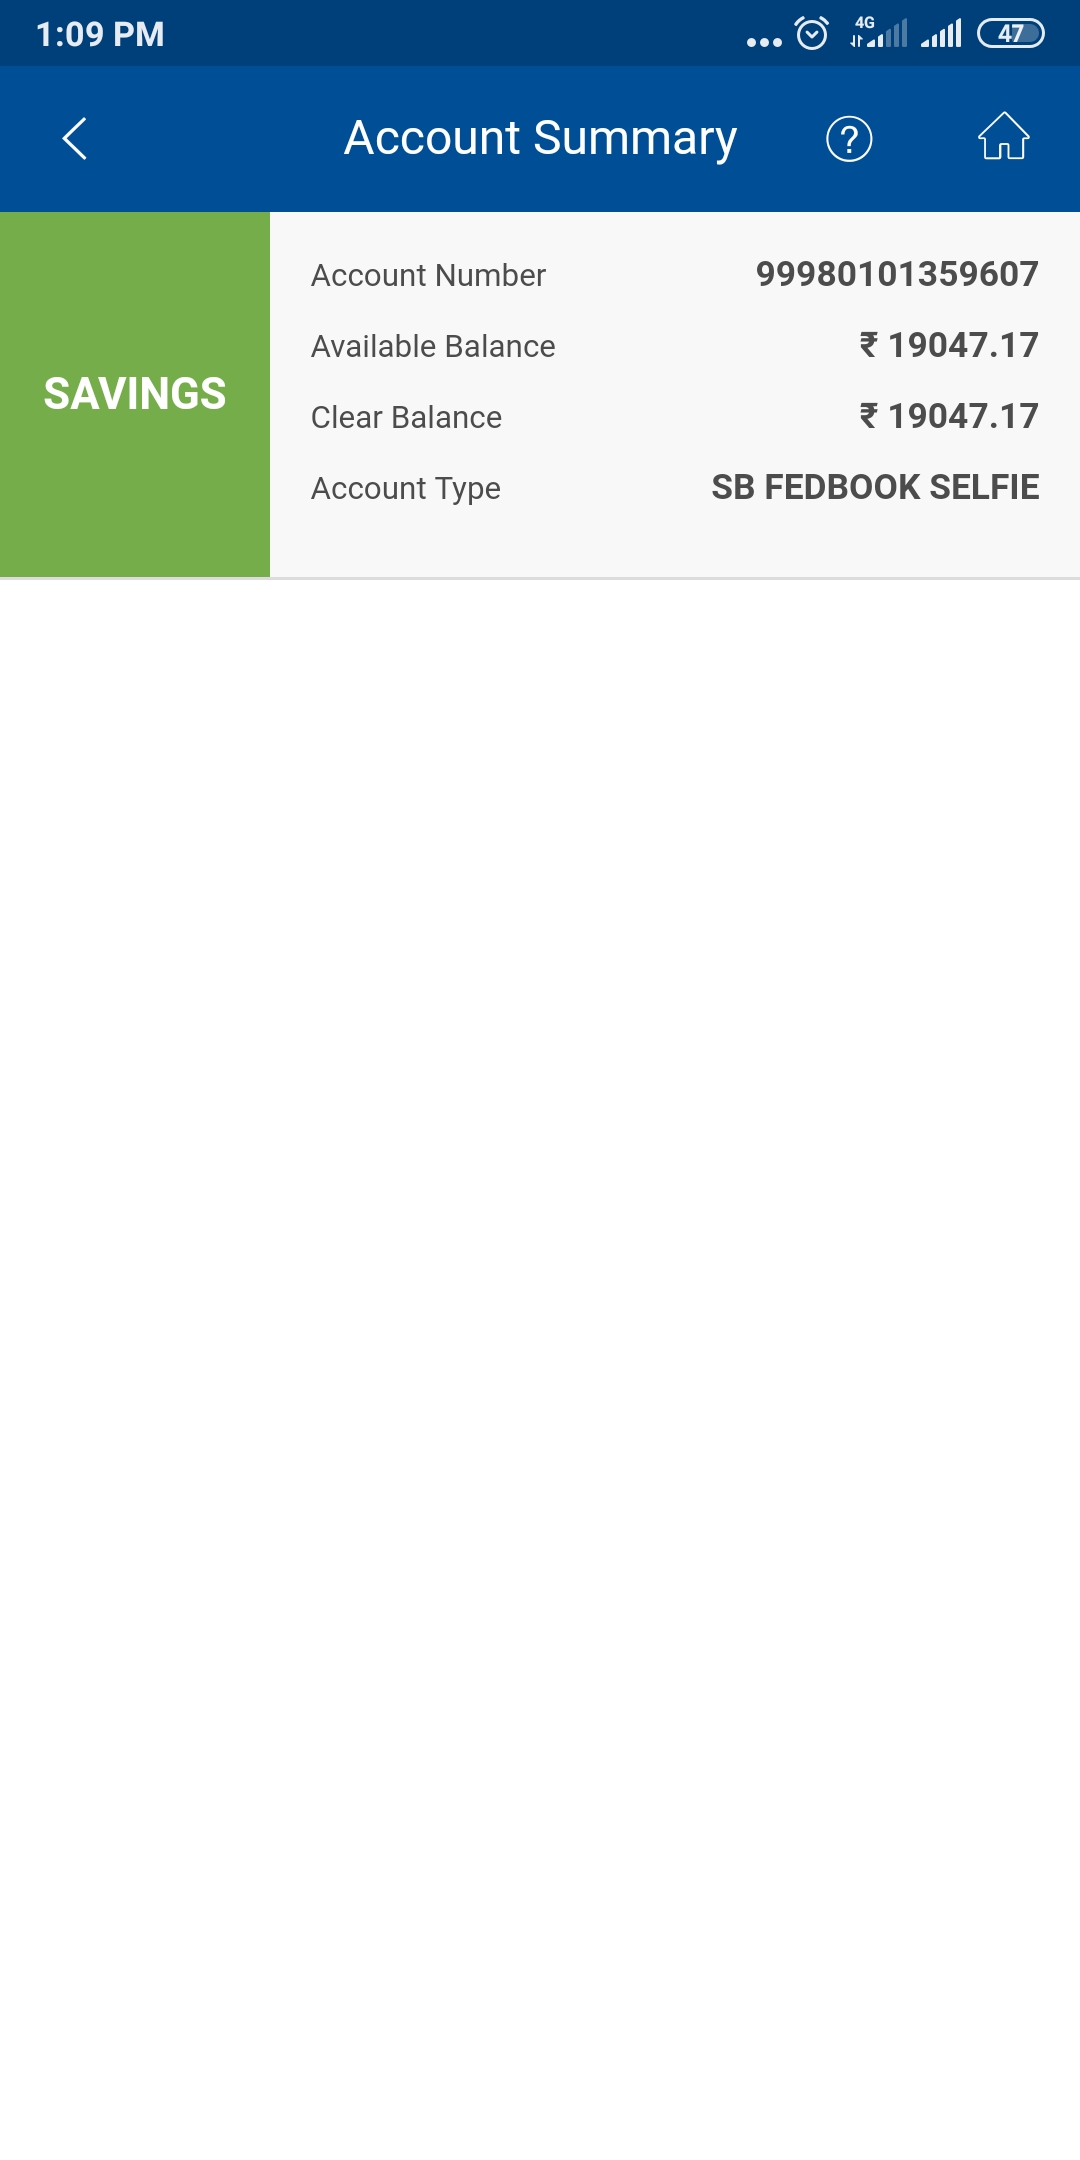 1:09 PM
4G
47
Account Summary
?
SAVINGS
Account Number 99980101359607
Available Balance ₹ 19047.17
Clear Balance ₹ 19047.17
Account Type SB FEDBOOK SELFIE